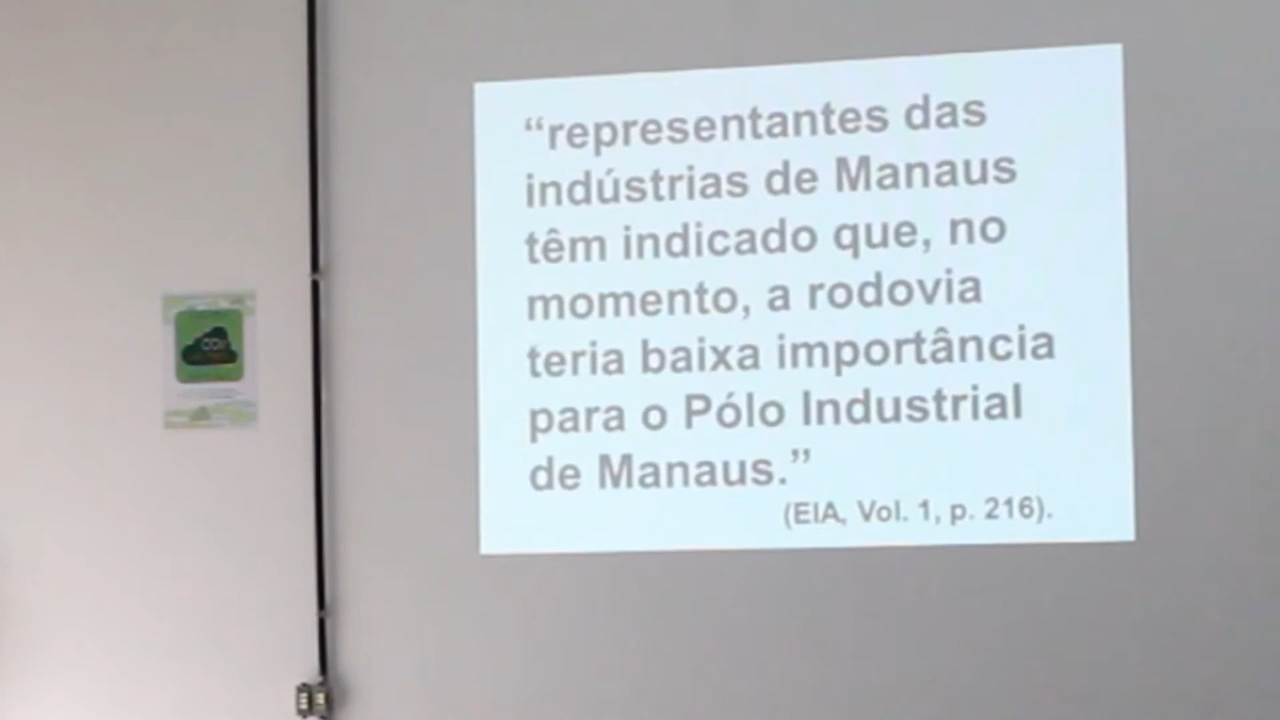 “representantes das
indústrias de Manaus
têm indicado que, no
momento, a rodovia
teria baixa importância
para o Pólo Industrial
de Manaus.”
(EIA, Vol. 1, p. 216).